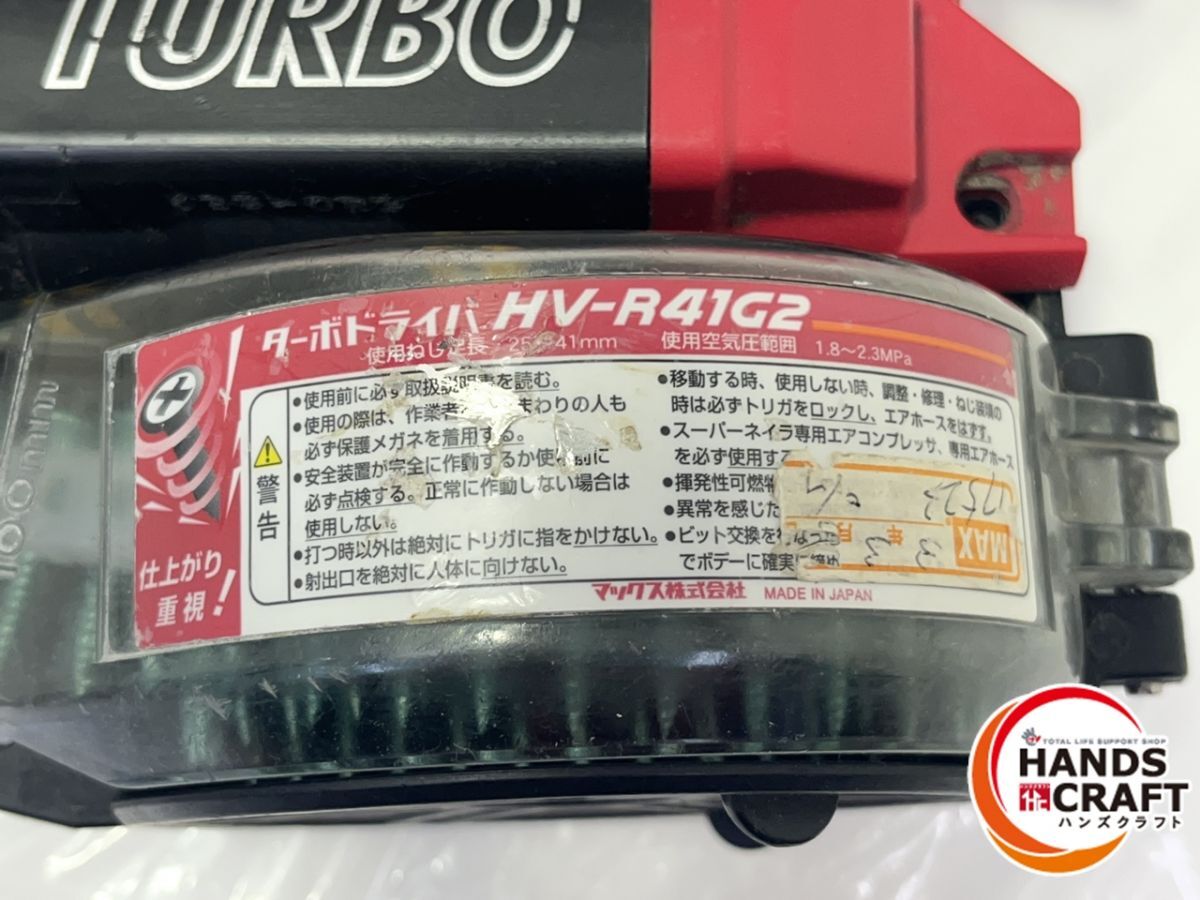 TURBO
ターボドライバ HV-R41G2
使用ねじ 長 25 41mm 使用空気圧範囲 1.8～2.3MPa
仕上がり
重視!
警告
●使用前に必ず取扱説明書を読む。
●使用の際は、作業者 まわりの人も
必ず保護メガネを着用する。
●安全装置が完全に作動するか使 前に
必ず点検する。正常に作動しない場合は
使用しない。
●打つ時以外は絶対にトリガに指をかけない。
●射出口を絶対に人体に向けない。
●移動する時、使用しない時、調整・修理・ねじ装填の
時は必ずトリガをロックし、エアホースをはずす。
●スーパーネイラ専用エアコンプレッサ、専用エアホース
を必ず使用す
●揮発性可燃
●異常を感じた
●ビット交換を
でボデーに確実に
MAX
年 月
マックス株式会社 MADE IN JAPAN
TOTAL LIFE SUPPORT SHOP
HANDS
CRAFT
ハンズクラフト